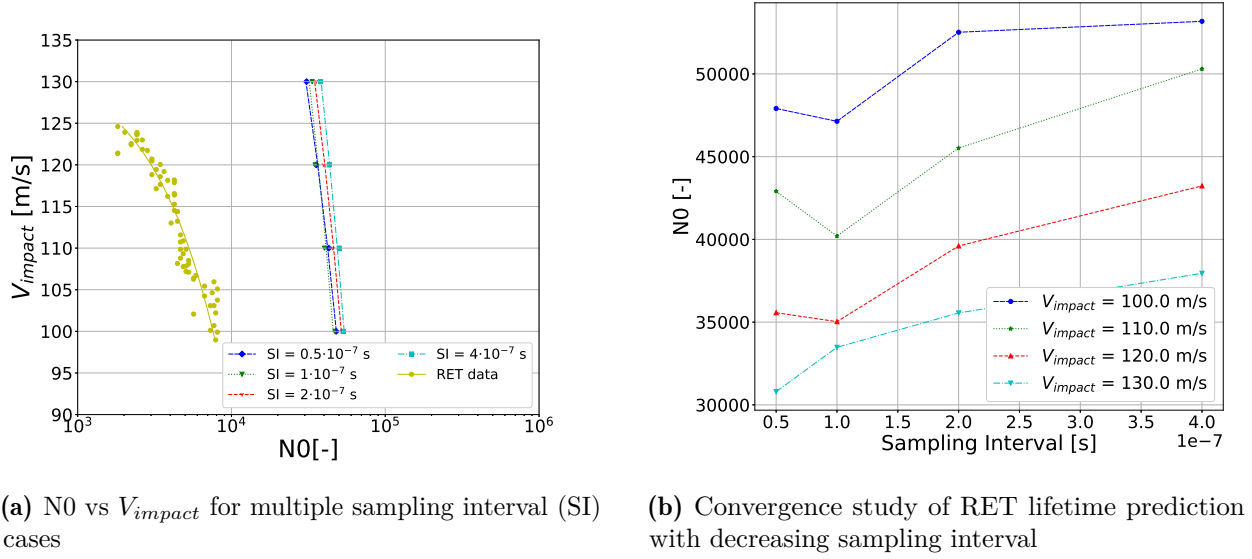 135
130
125
120
115
110
105
100
95
90
V_impact [m/s]
10^3
10^4
10^5
10^6
N0[-]
SI = 0.5·10^−7 s
SI = 1·10^−7 s
SI = 2·10^−7 s
SI = 4·10^−7 s
RET data
(a) N0 vs V_impact for multiple sampling interval (SI)
cases
50000
45000
40000
35000
30000
N0 [-]
0.5
1.0
1.5
2.0
2.5
3.0
3.5
4.0
1e−7
Sampling Interval [s]
V_impact = 100.0 m/s
V_impact = 110.0 m/s
V_impact = 120.0 m/s
V_impact = 130.0 m/s
(b) Convergence study of RET lifetime prediction
with decreasing sampling interval